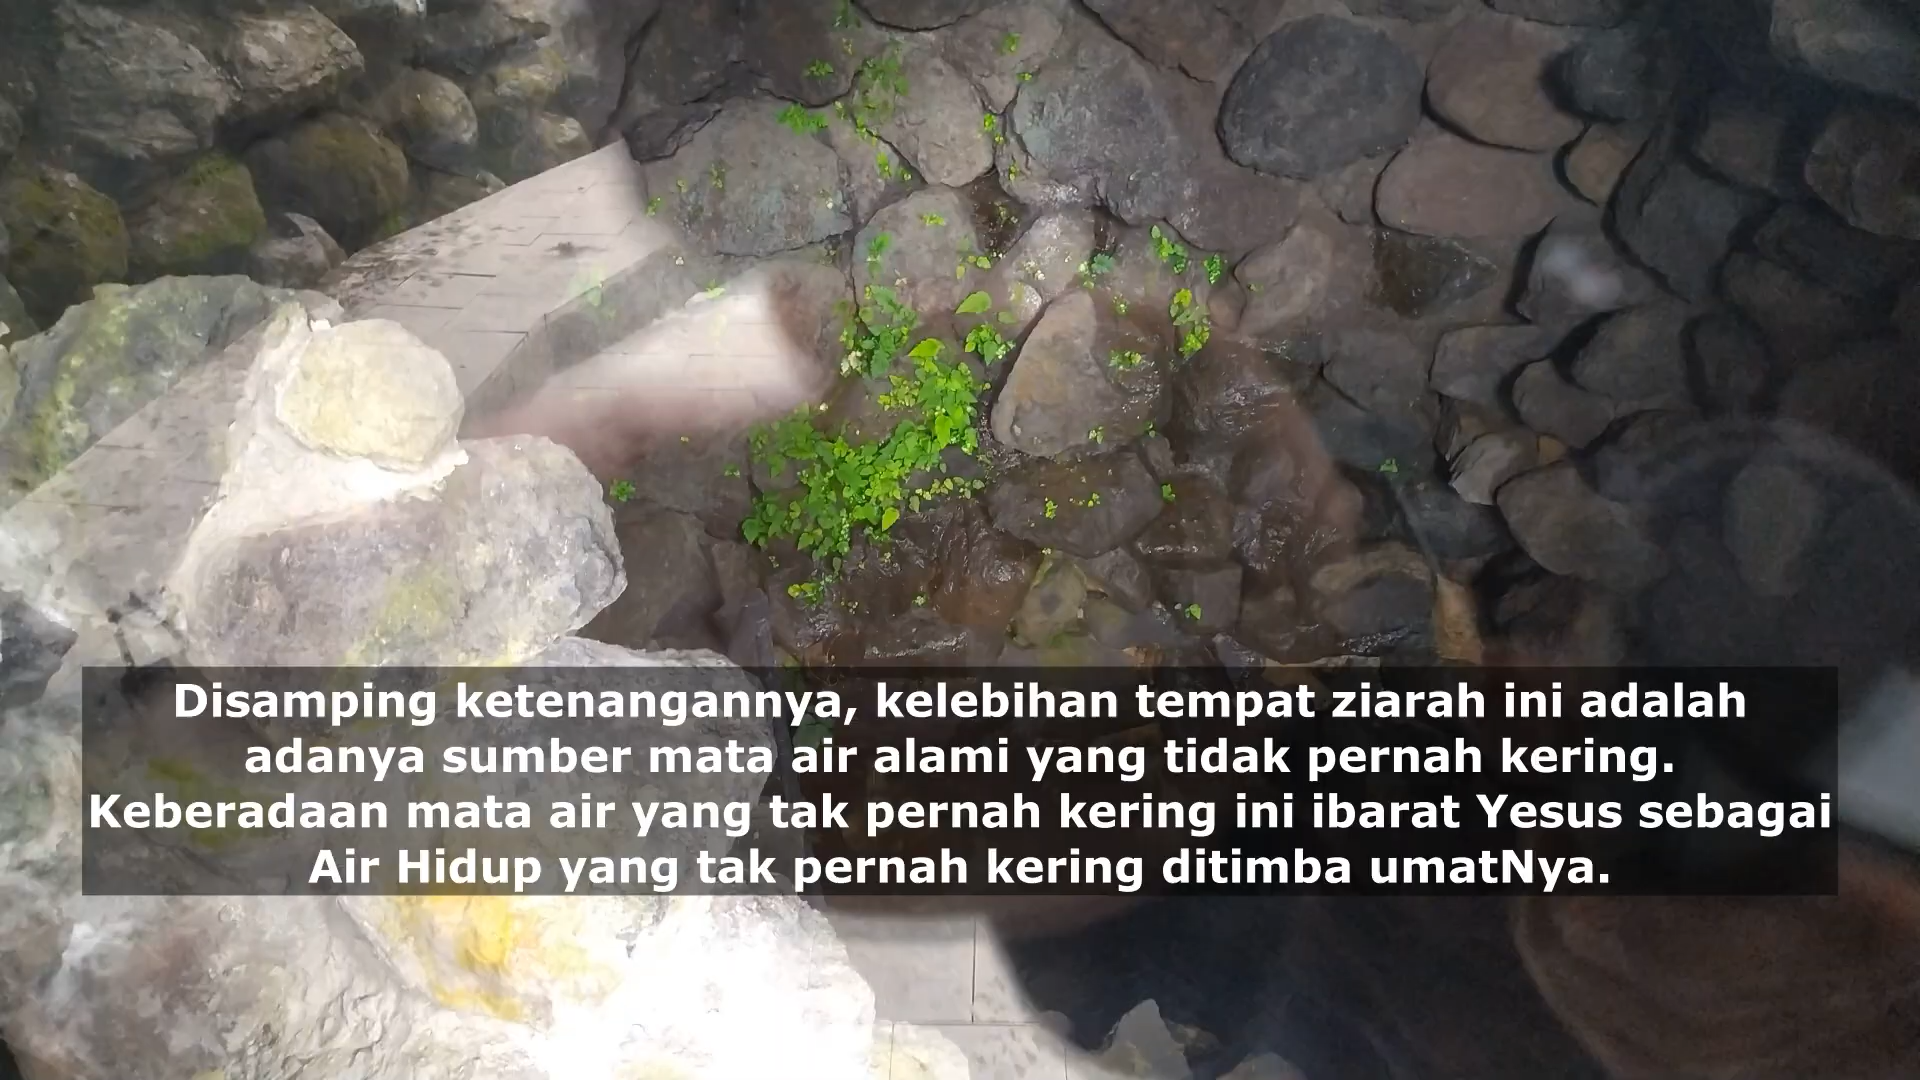 Disamping ketenangannya, kelebihan tempat ziarah ini adalah
adanya sumber mata air alami yang tidak pernah kering.
Keberadaan mata air yang tak pernah kering ini ibarat Yesus sebagai
Air Hidup yang tak pernah kering ditimba umatNya.